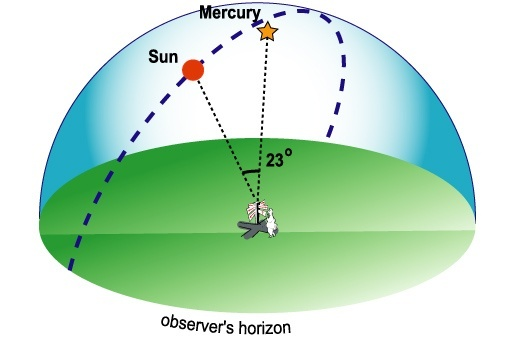 Mercury
Sun
23°
observer's horizon